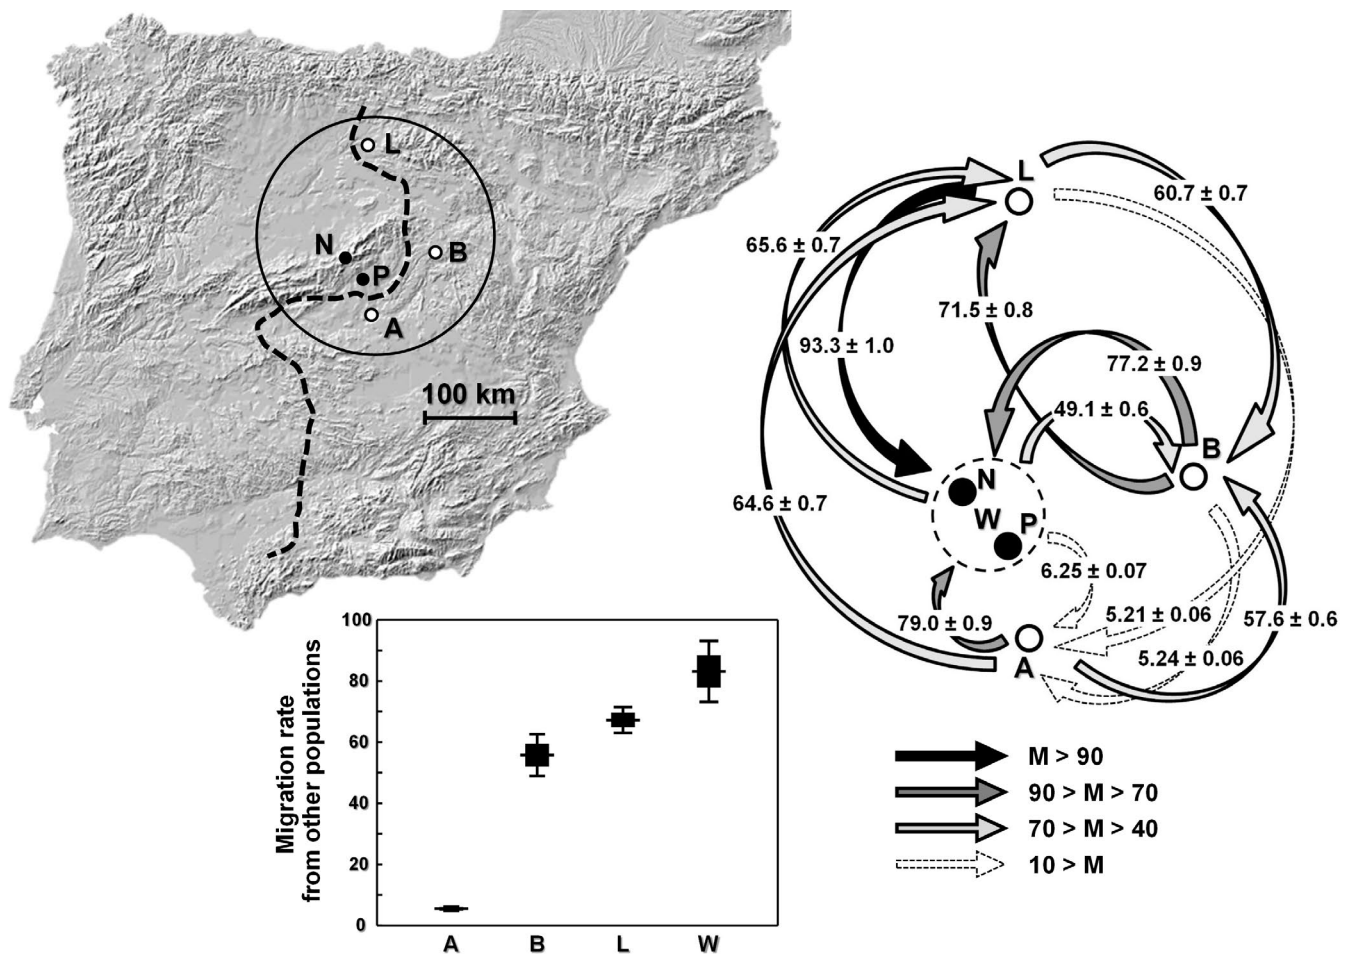 L
N
P
B
A
100 km
L
60.7 ± 0.7
65.6 ± 0.7
71.5 ± 0.8
93.3 ± 1.0
77.2 ± 0.9
49.1 ± 0.6
B
N
W
P
64.6 ± 0.7
6.25 ± 0.07
79.0 ± 0.9
5.21 ± 0.06
57.6 ± 0.6
5.24 ± 0.06
A
M > 90
90 > M > 70
70 > M > 40
10 > M
Migration rate
from other populations
100
80
60
40
20
0
A B L W